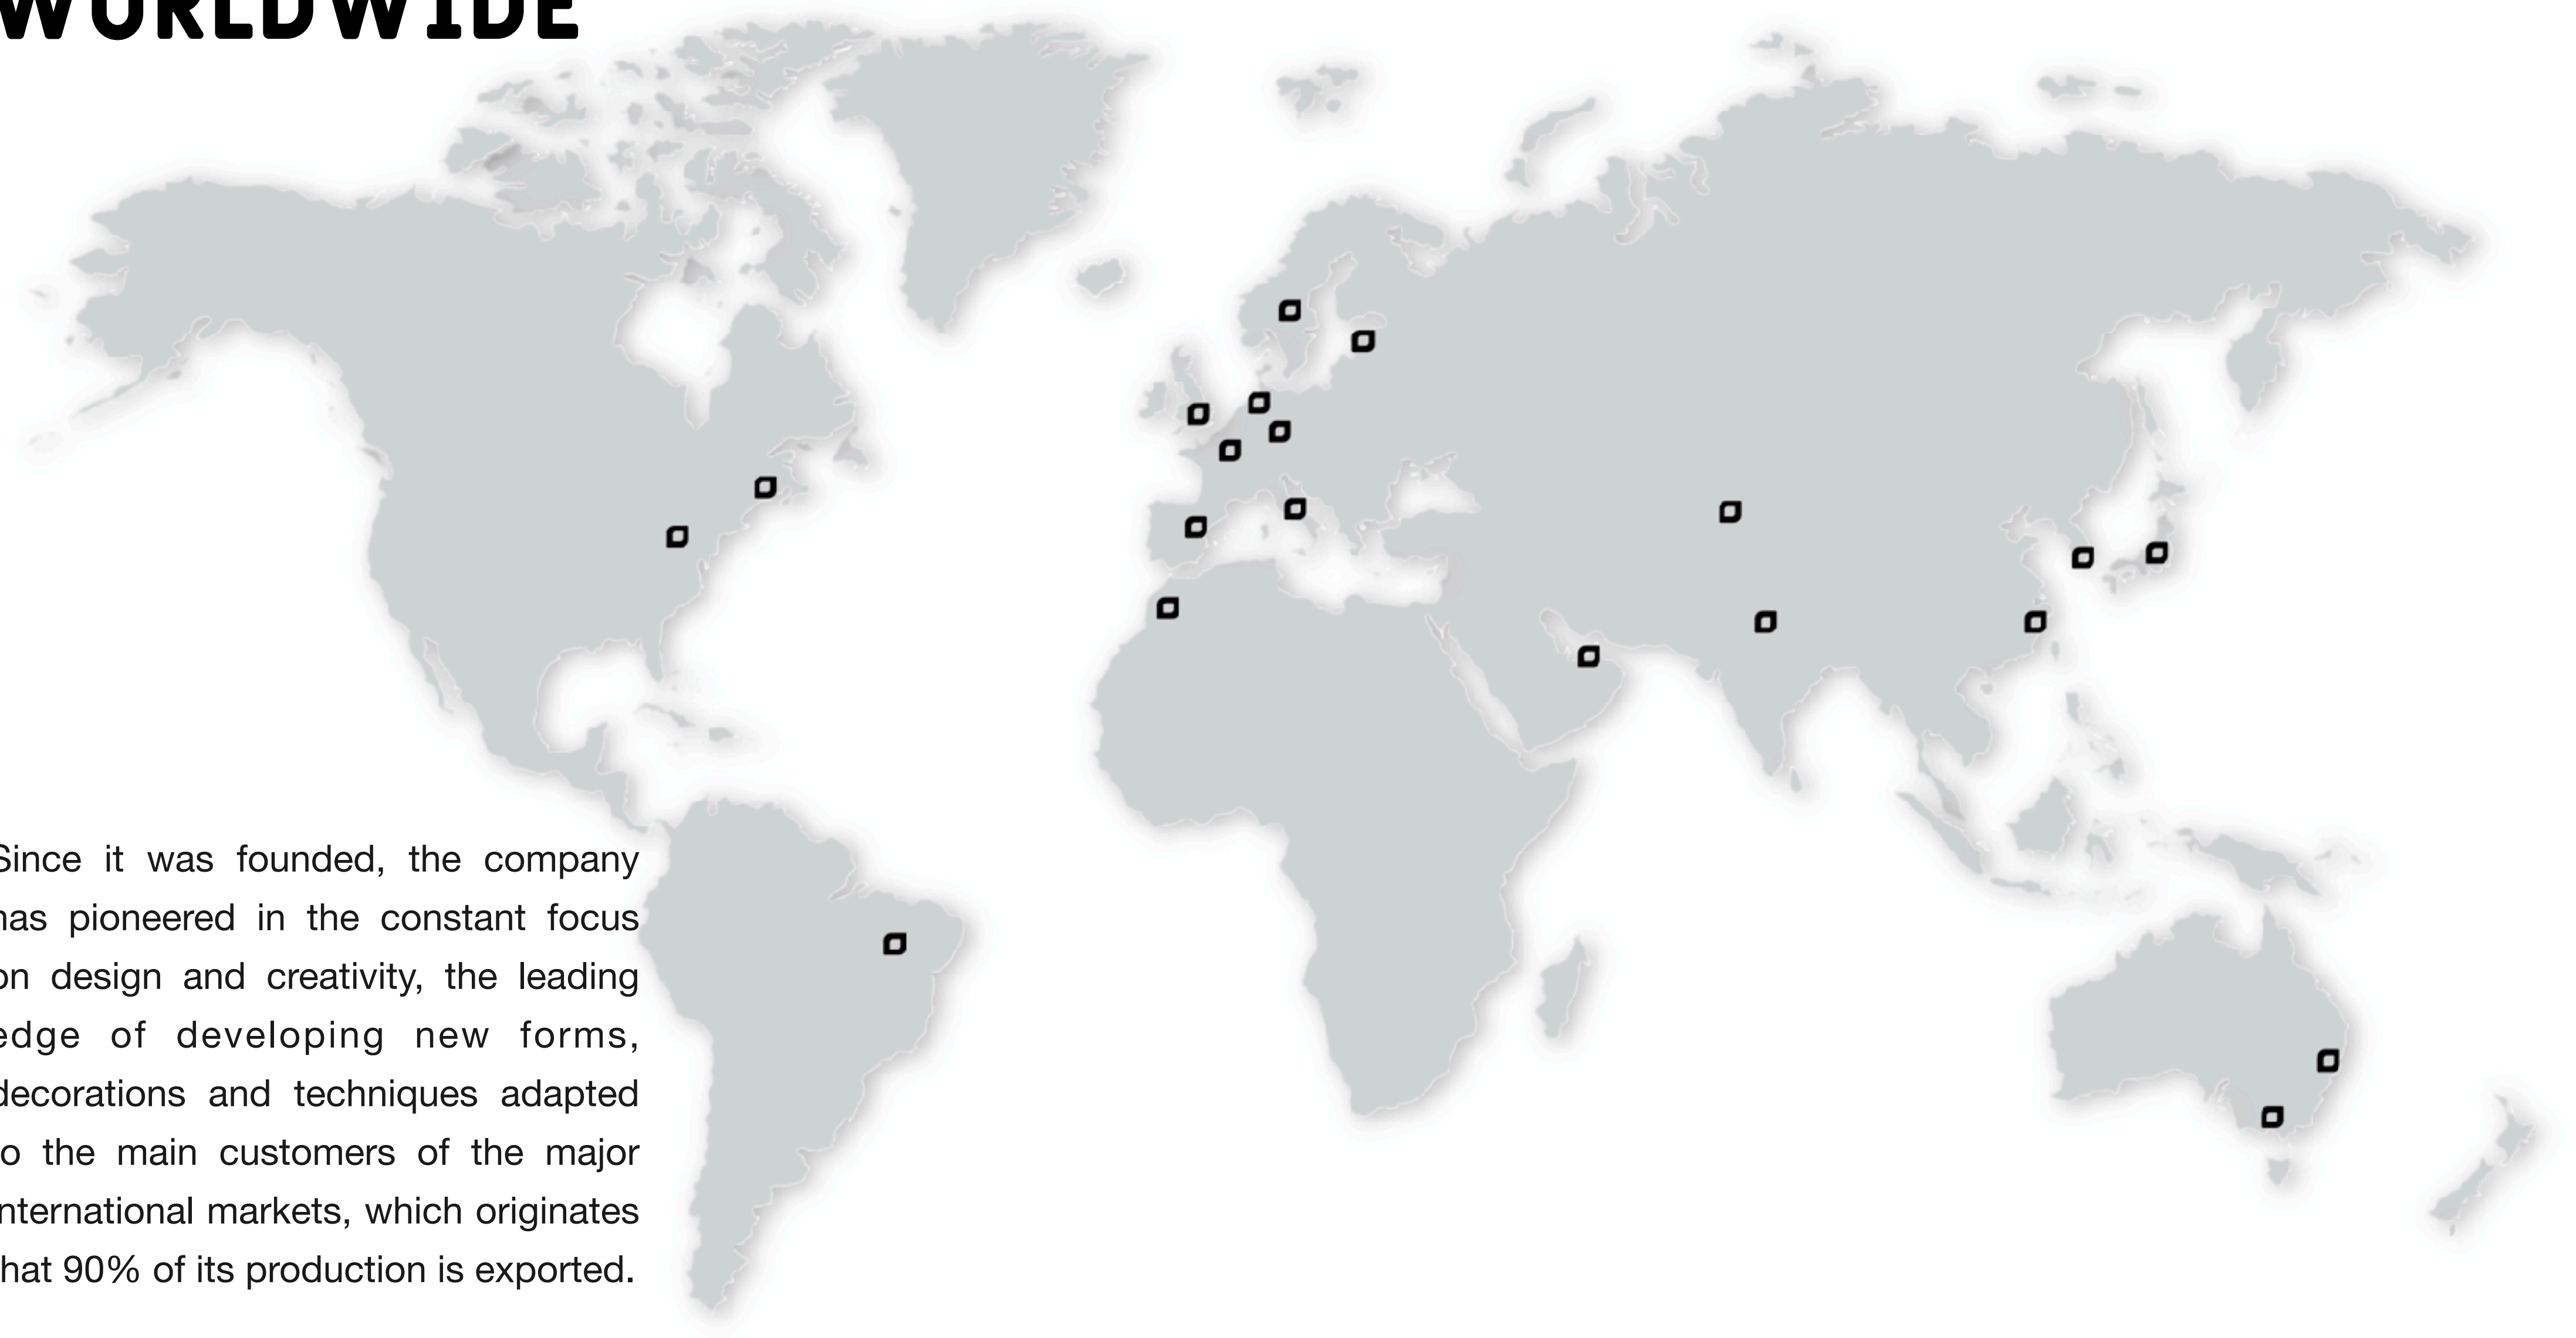 WORLDWIDE
Since it was founded, the company
has pioneered in the constant focus
on design and creativity, the leading
edge of developing new forms,
decorations and techniques adapted
to the main customers of the major
international markets, which originates
that 90% of its production is exported.